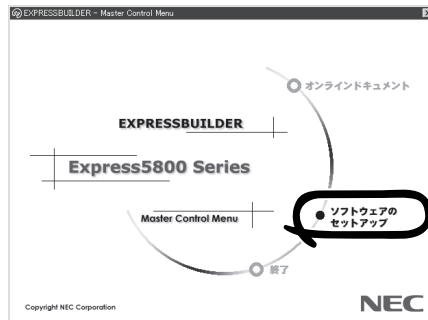 EXPRESSBUILDER - Master Control Menu
オンラインドキュメント
EXPRESSBUILDER
Express5800 Series
Master Control Menu
ソフトウェアの
セットアップ
終了
Copyright NEC Corporation
NEC